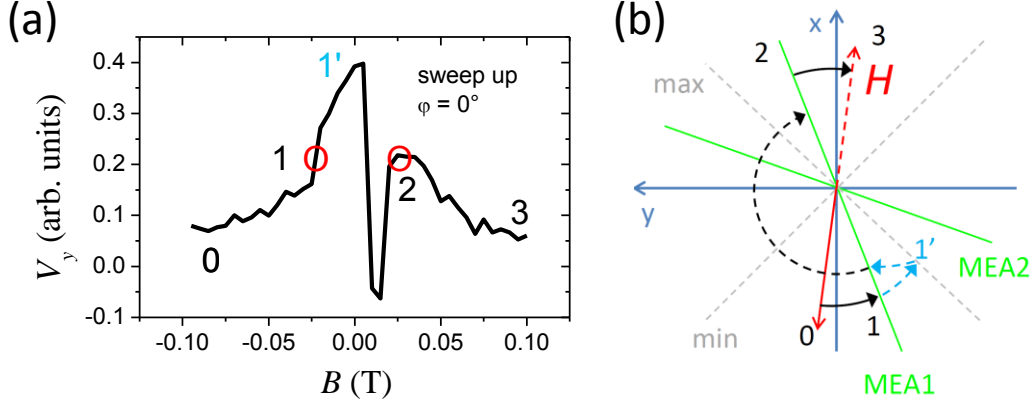 (a)
0.4
0.3
0.2
0.1
0.0
-0.1
V_y (arb. units)
1'
sweep up
φ = 0°
1
2
3
0
-0.10
-0.05
0.00
0.05
0.10
B (T)
(b)
x
3
2
H
max
y
1'
MEA2
min
0
1
MEA1